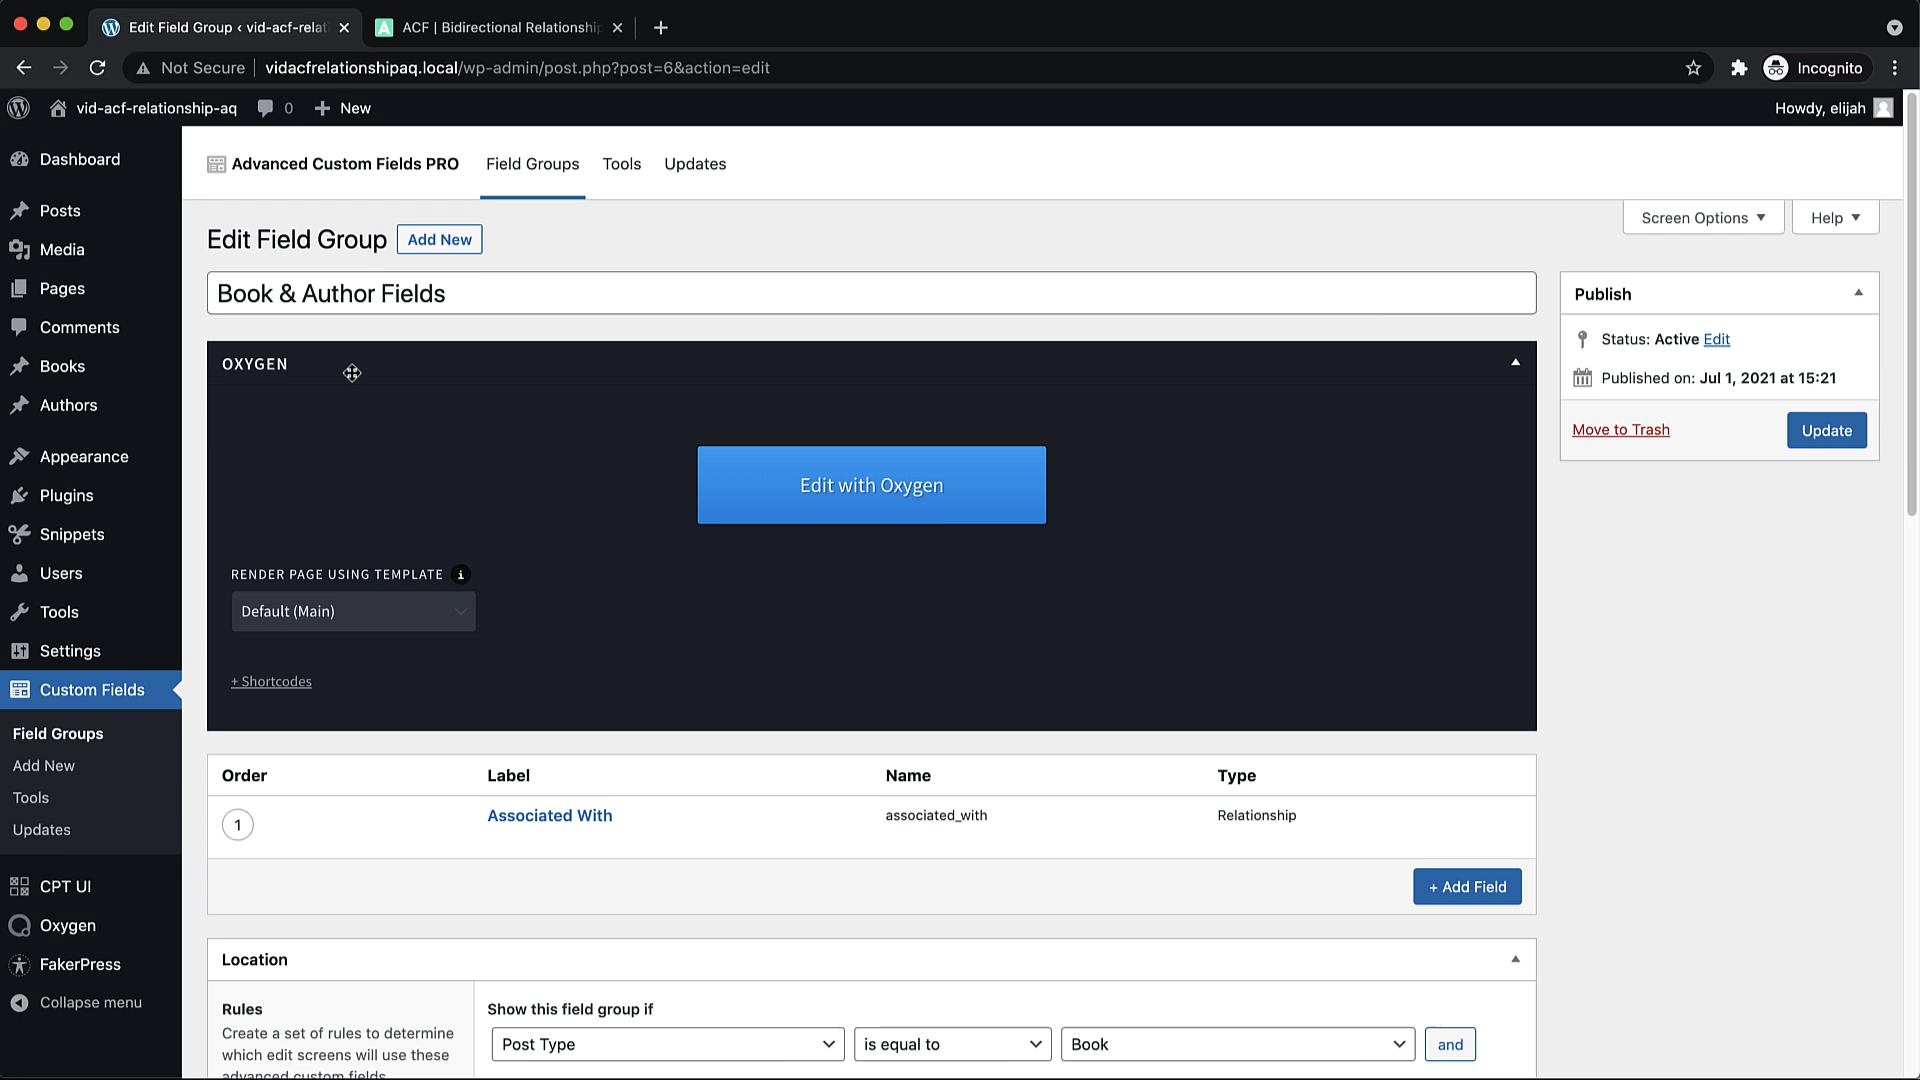 Edit Field Group ‹ vid-acf-relat
ACF | Bidirectional Relationship
Not Secure
vidacfrelationshipaq.local/wp-admin/post.php?post=6&action=edit
Incognito
vid-acf-relationship-aq
0
New
Howdy, elijah
Dashboard
Posts
Media
Pages
Comments
Books
Authors
Appearance
Plugins
Snippets
Users
Tools
Settings
Custom Fields
Field Groups
Add New
Tools
Updates
CPT UI
Oxygen
FakerPress
Collapse menu
Advanced Custom Fields PRO
Field Groups
Tools
Updates
Screen Options
Help
Edit Field Group
Add New
Book & Author Fields
OXYGEN
Edit with Oxygen
RENDER PAGE USING TEMPLATE
Default (Main)
+ Shortcodes
Order Label Name Type
1 Associated With associated_with Relationship
+ Add Field
Location
Rules
Create a set of rules to determine
which edit screens will use these
advanced custom fields
Show this field group if
Post Type is equal to Book and
Publish
Status: Active Edit
Published on: Jul 1, 2021 at 15:21
Move to Trash
Update